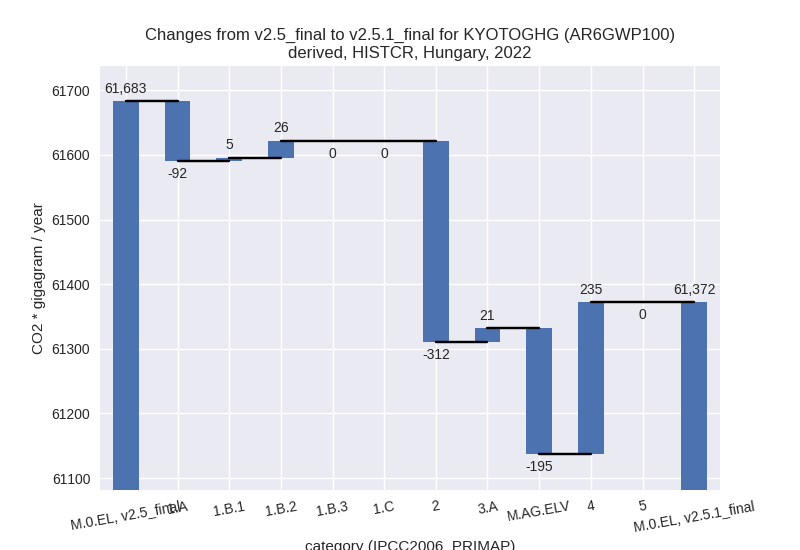 Changes from v2.5_final to v2.5.1_final for KYOTOGHG (AR6GWP100)
derived, HISTCR, Hungary, 2022
CO2 * gigagram / year
61700
61600
61500
61400
61300
61200
61100
61,683
-92
5
26
0
0
-312
21
-195
235
0
61,372
M.0.EL, v2.5_final
1.A
1.B.1
1.B.2
1.B.3
1.C
2
3.A
M.AG.ELV
4
5
M.0.EL, v2.5.1_final
category (IPCC2006_PRIMAP)